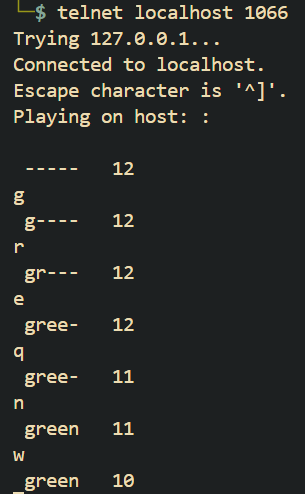 └─$ telnet localhost 1066
Trying 127.0.0.1...
Connected to localhost.
Escape character is '^]'.
Playing on host: :
----- 12
g
g---- 12
r
gr--- 12
e
gree- 12
q
gree- 11
n
green 11
w
green 10